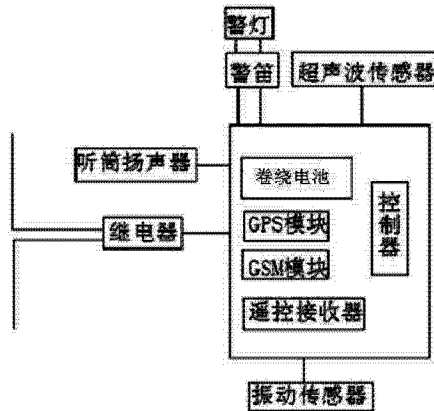 警灯
警笛
超声波传感器
听筒扬声器
卷绕电池
控制器
继电器
GPS模块
GSM模块
遥控接收器
振动传感器